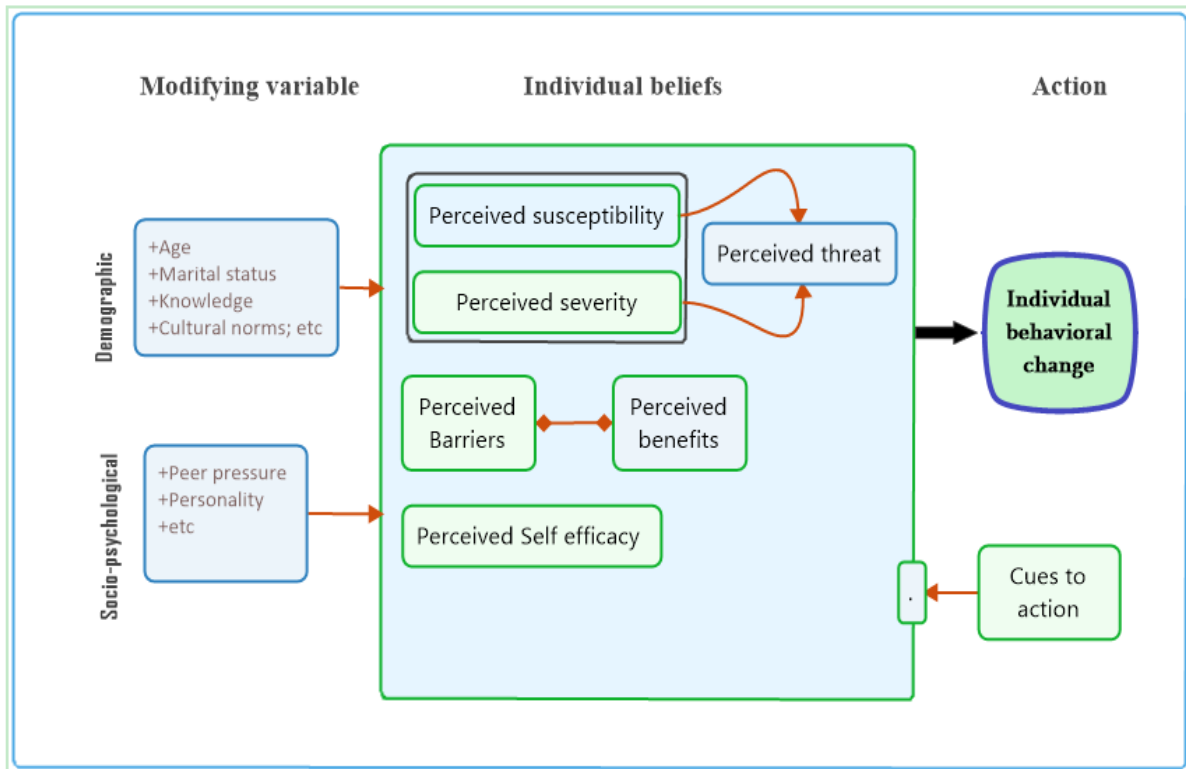 Modifying variable
Individual beliefs
Action
Demographic
+Age
+Marital status
+Knowledge
+Cultural norms; etc
Perceived susceptibility
Perceived severity
Perceived threat
Individual
behavioral
change
Perceived
Barriers
Perceived
benefits
Socio-psychological
+Peer pressure
+Personality
+etc
Perceived Self efficacy
.
Cues to
action